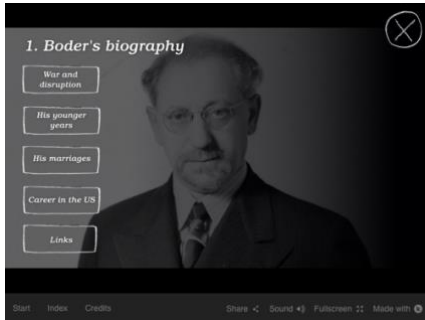 1. Boder's biography
War and
disruption
His younger
years
His marriages
Career in the US
Links
Start Index Credits Share Sound Fullscreen Made with